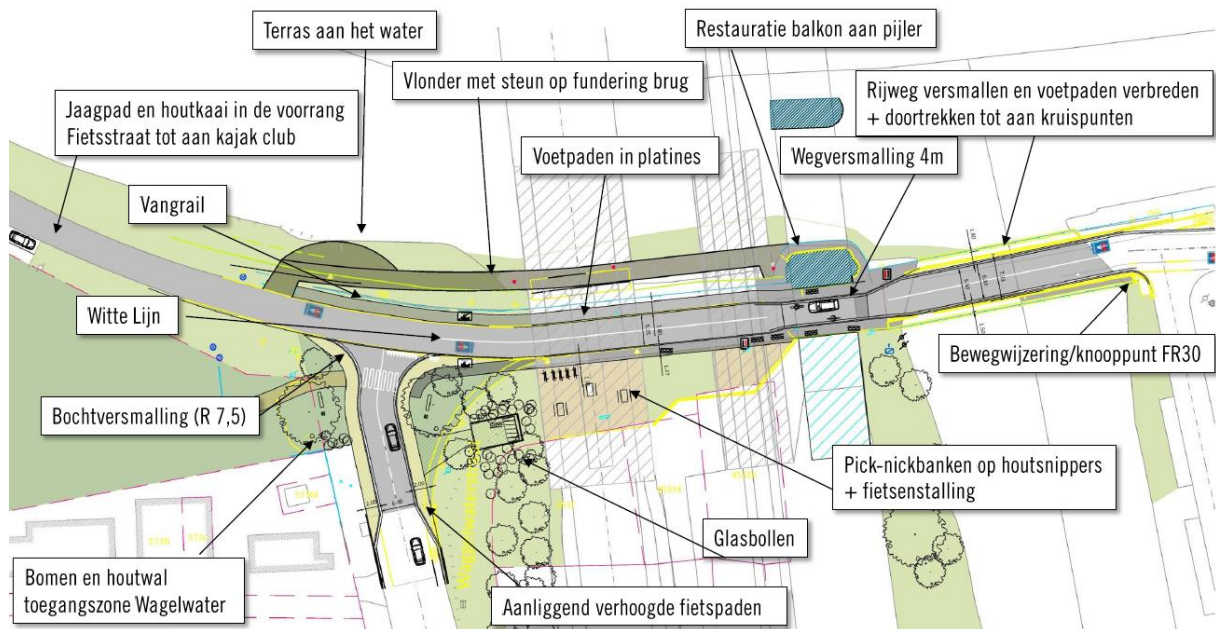 Terras aan het water
Restauratie balkon aan pijler
Vlonder met steun op fundering brug
Jaagpad en houtkaai in de voorrang
Fietsstraat tot aan kajak club
Rijweg versmallen en voetpaden verbreden
+ doortrekken tot aan kruispunten
Voetpaden in platines
Wegversmalling 4m
Vangrail
Witte Lijn
Bewegwijzering/knooppunt FR30
Bochtversmalling (R 7,5)
Pick-nickbanken op houtsnippers
+ fietsenstalling
Glasbollen
Bomen en houtwal
toegangszone Wagelwater
Aanliggend verhoogde fietspaden
Wagelwater